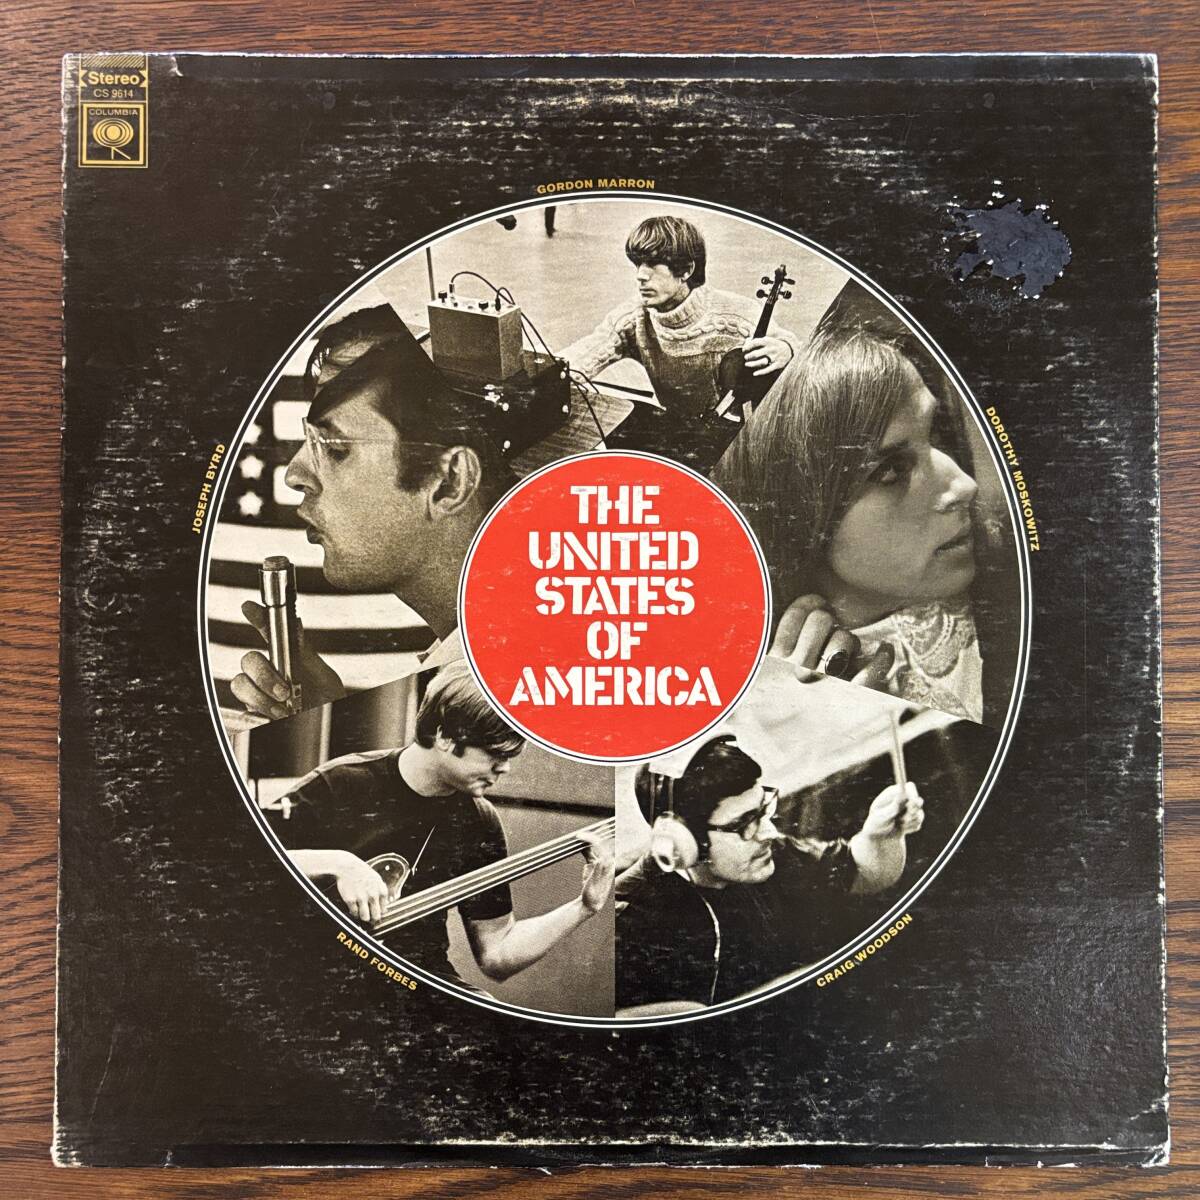 Stereo
CS 9614
COLUMBIA
GORDON MARRON
JOSEPH BYRD
DOROTHY MOSKOWITZ
THE
UNITED
STATES
OF
AMERICA
RAND FORBES
CRAIG WOODSON